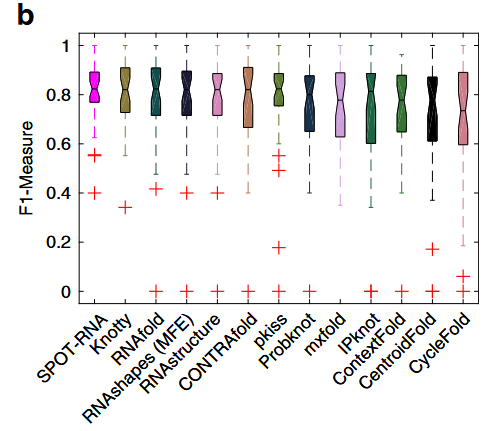 b
1
0.8
0.6
0.4
0.2
0
F1-Measure
SPOT-RNA
Knotty
RNAfold
RNAshapes (MFE)
RNAstructure
CONTRAfold
pkiss
Probknot
mxfold
IPknot
ContextFold
CentroidFold
CycleFold